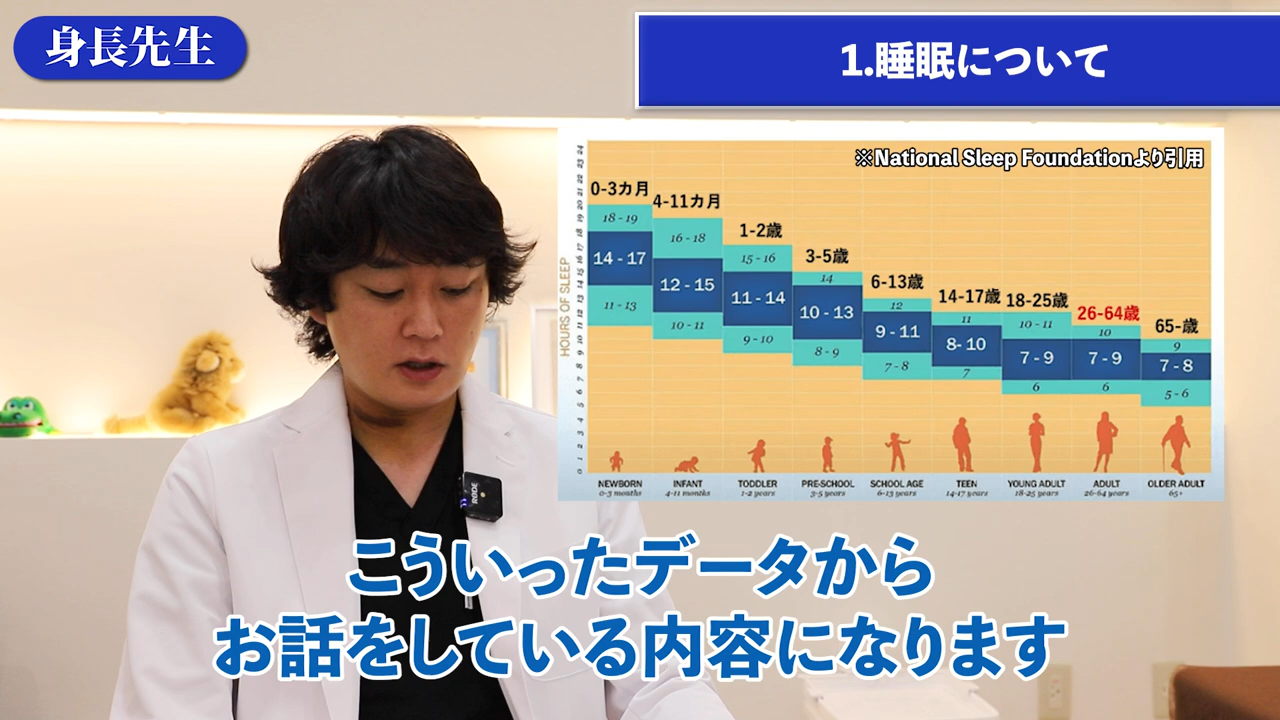 身長先生
1.睡眠について
※National Sleep Foundationより引用
HOURS OF SLEEP
0-3カ月
4-11カ月
1-2歳
3-5歳
6-13歳
14-17歳
18-25歳
26-64歳
65-歳
18 - 19
14 - 17
11 - 13
16 - 18
12 - 15
10 - 11
15 - 16
11 - 14
9 - 10
14
10 - 13
8 - 9
12
9 - 11
7 - 8
11
8- 10
7
10 - 11
7 - 9
6
10
7 - 9
6
9
7 - 8
5 - 6
NEWBORN
0-3 months
INFANT
4-11 months
TODDLER
1-2 years
PRE-SCHOOL
3-5 years
SCHOOL AGE
6-13 years
TEEN
14-17 years
YOUNG ADULT
18-25 years
ADULT
26-64 years
OLDER ADULT
65+
RØDE
こういったデータから
お話をしている内容になります